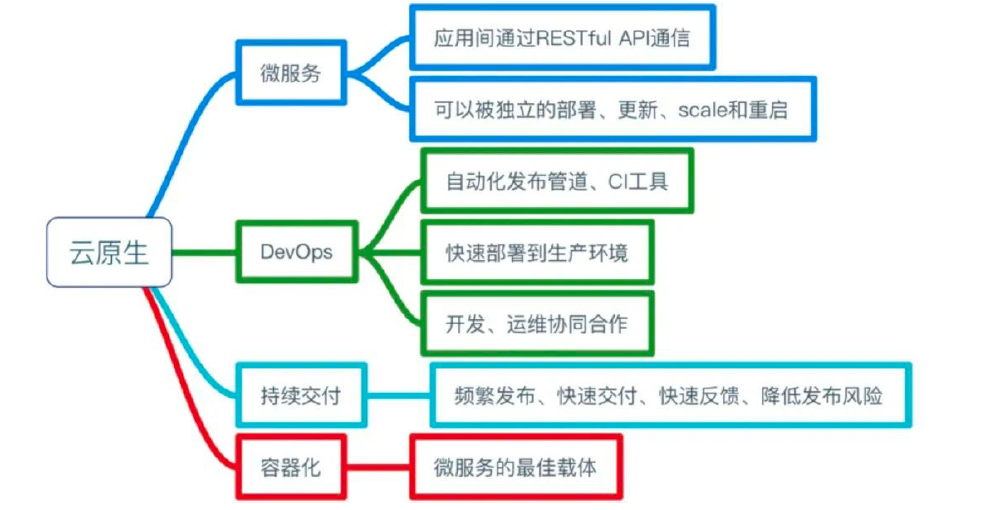 云原生
微服务
应用间通过RESTful API通信
可以被独立的部署、更新、scale和重启
DevOps
自动化发布管道、CI工具
快速部署到生产环境
开发、运维协同合作
持续交付
频繁发布、快速交付、快速反馈、降低发布风险
容器化
微服务的最佳载体